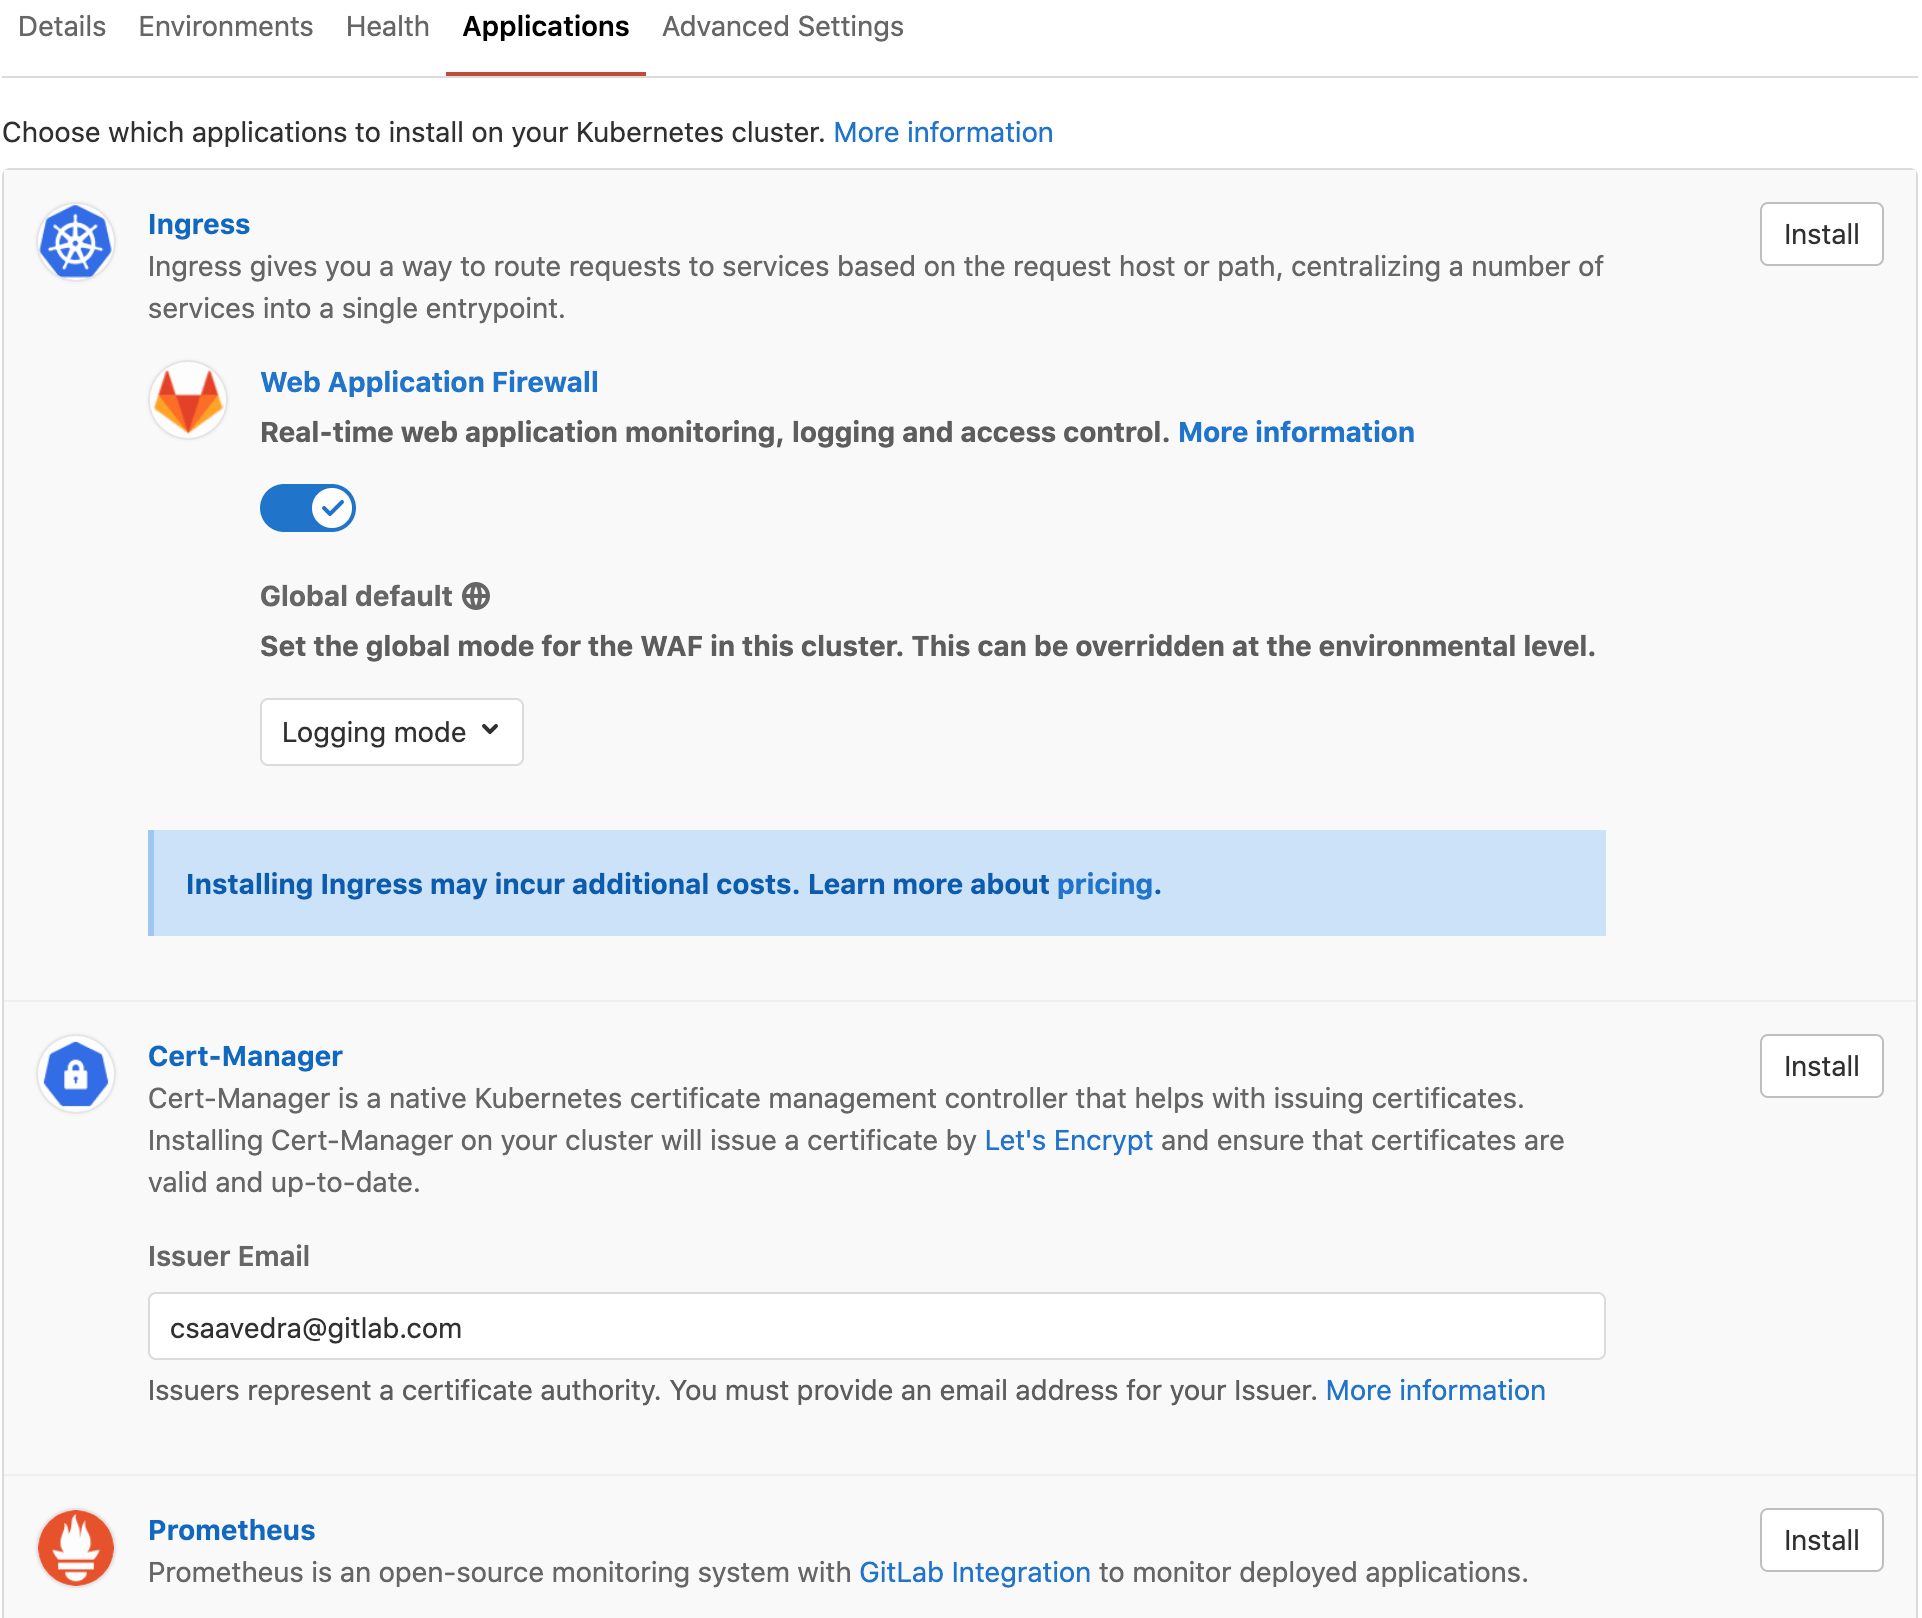 Details Environments Health Applications Advanced Settings
Choose which applications to install on your Kubernetes cluster. More information
Ingress
Install
Ingress gives you a way to route requests to services based on the request host or path, centralizing a number of
services into a single entrypoint.
Web Application Firewall
Real-time web application monitoring, logging and access control. More information
Global default
Set the global mode for the WAF in this cluster. This can be overridden at the environmental level.
Logging mode
Installing Ingress may incur additional costs. Learn more about pricing.
Cert-Manager
Install
Cert-Manager is a native Kubernetes certificate management controller that helps with issuing certificates.
Installing Cert-Manager on your cluster will issue a certificate by Let's Encrypt and ensure that certificates are
valid and up-to-date.
Issuer Email
csaavedra@gitlab.com
Issuers represent a certificate authority. You must provide an email address for your Issuer. More information
Prometheus
Install
Prometheus is an open-source monitoring system with GitLab Integration to monitor deployed applications.